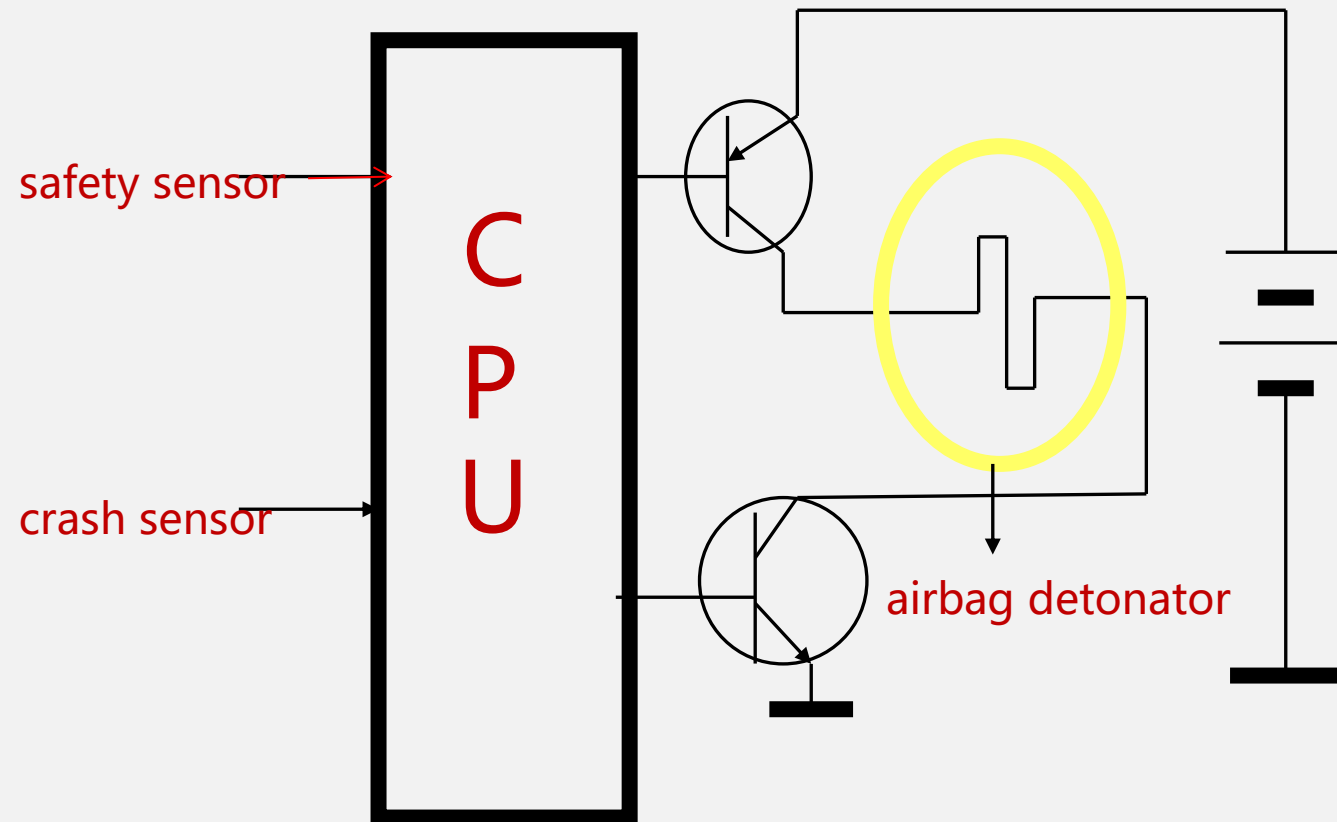 safety sensor
C
P
U
crash sensor
airbag detonator